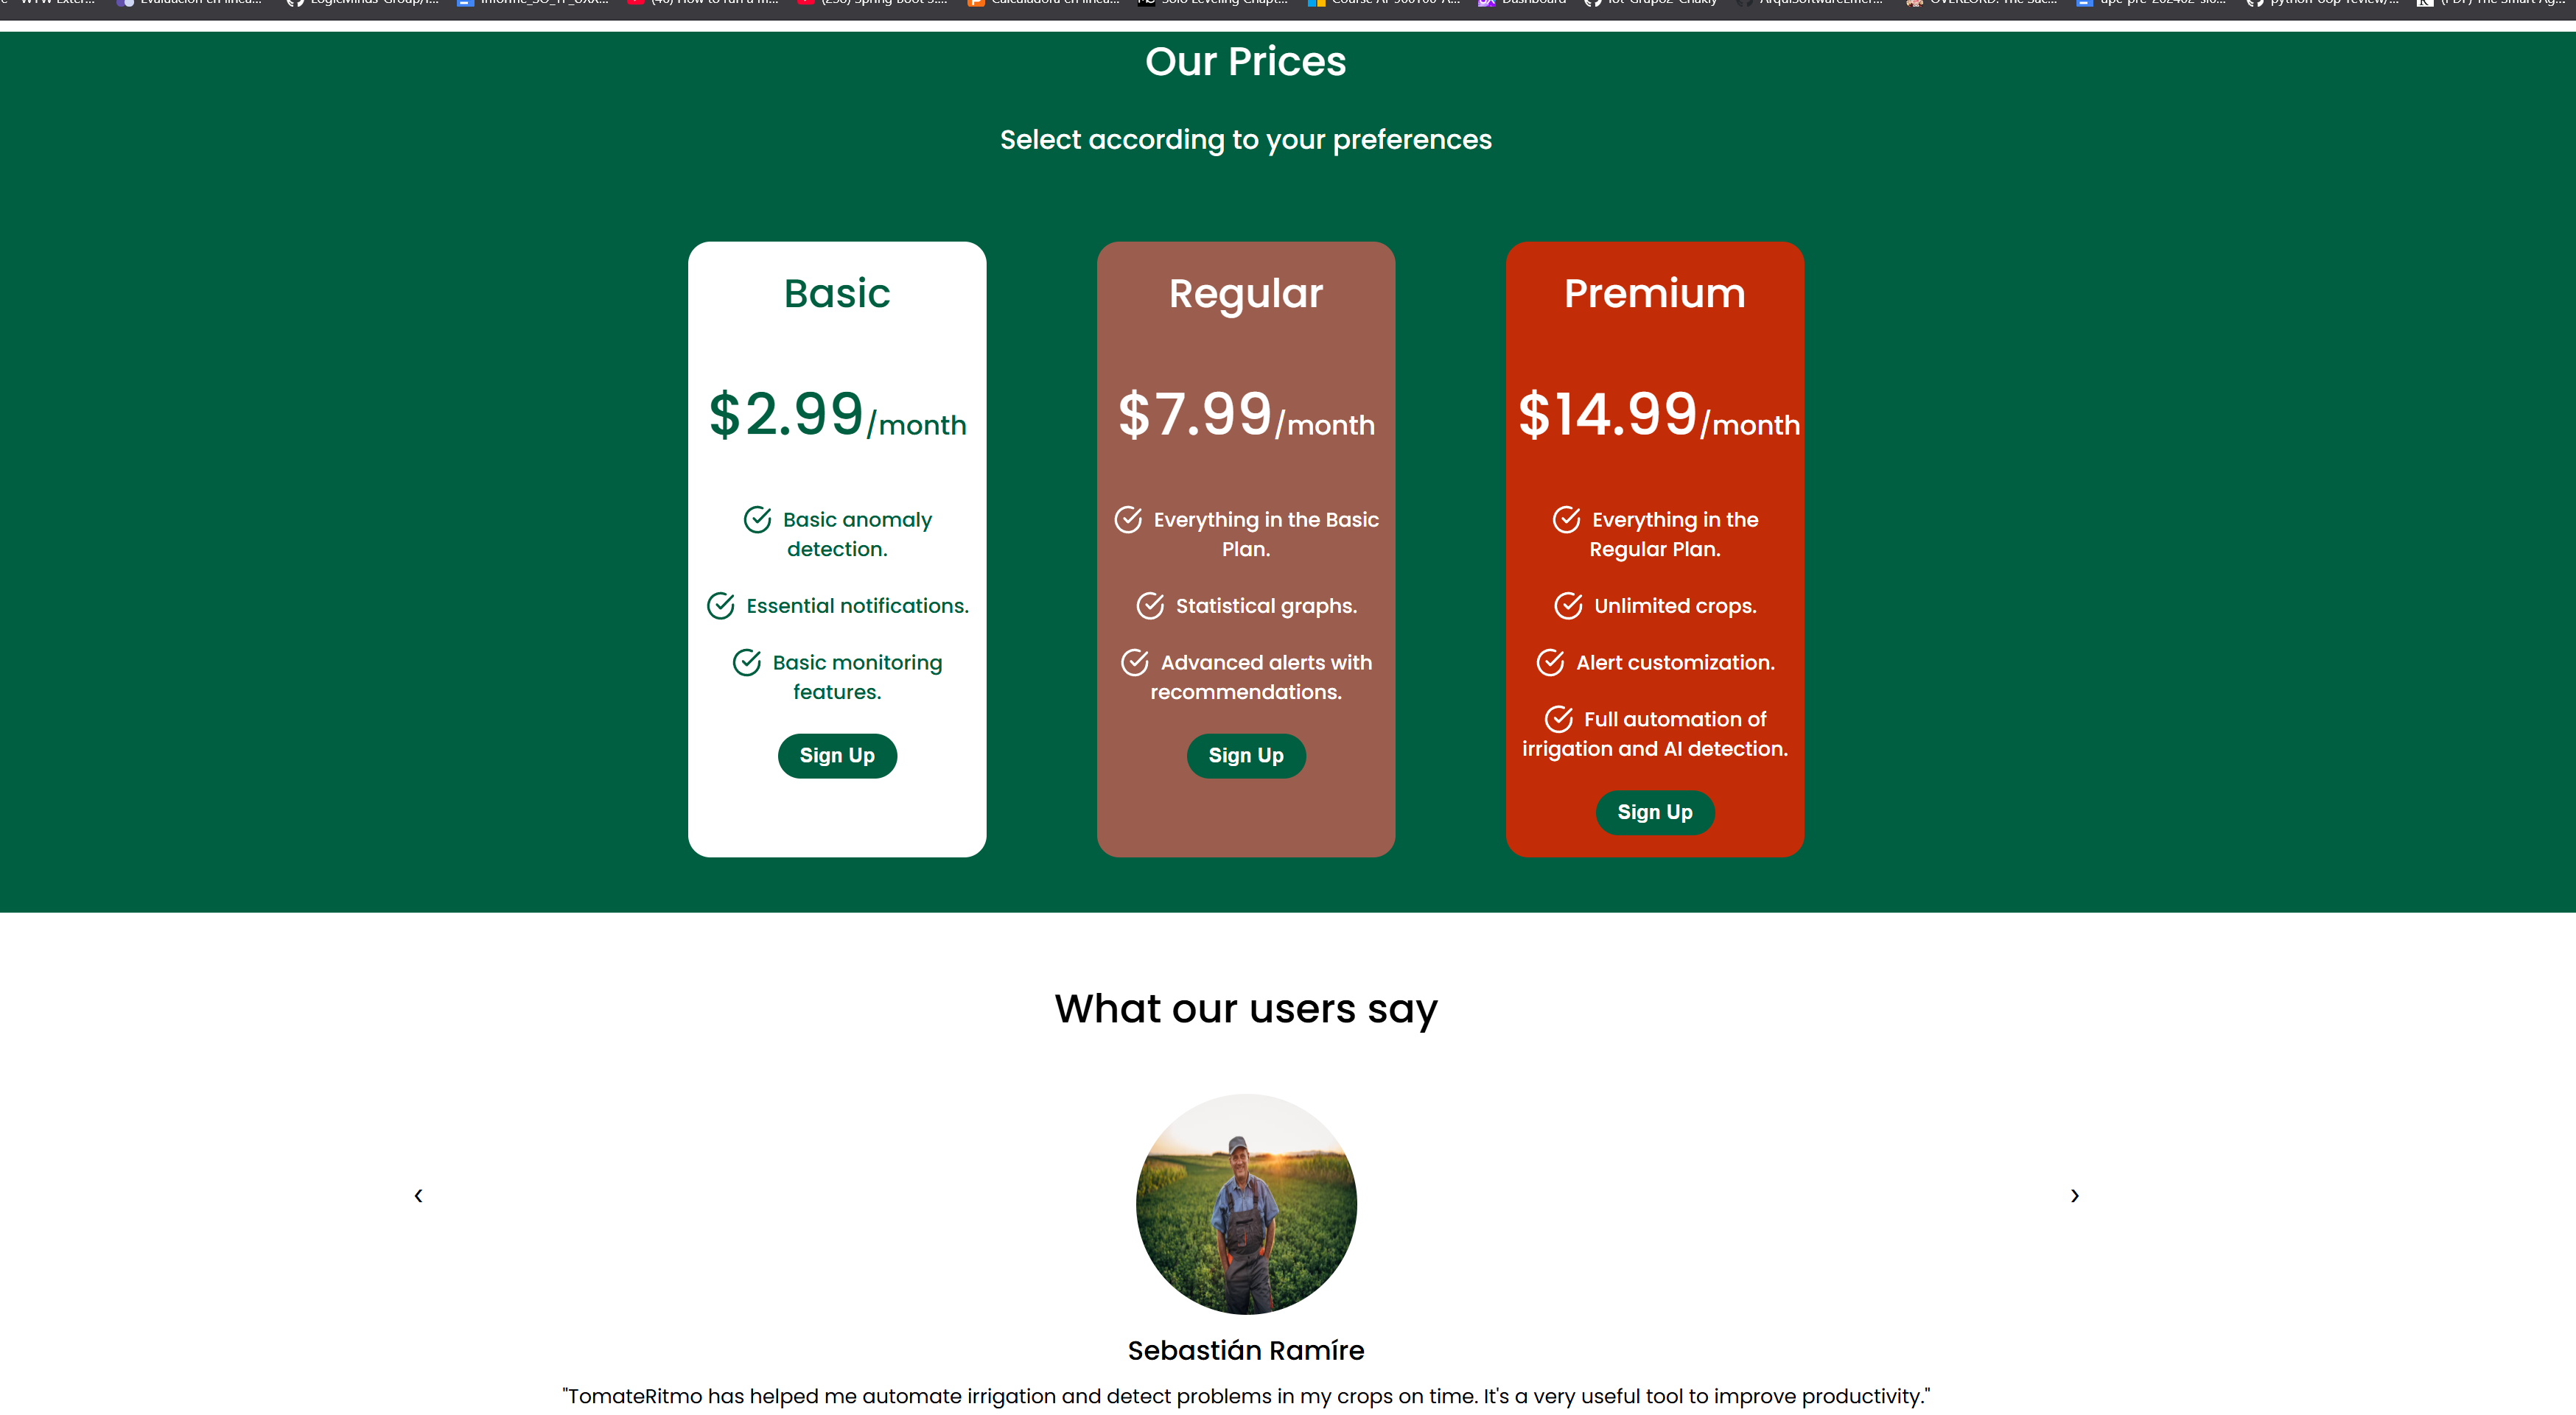 Our Prices
Select according to your preferences
Basic
$2.99/month
Basic anomaly
detection.
Essential notifications.
Basic monitoring
features.
Sign Up
Regular
$7.99/month
Everything in the Basic
Plan.
Statistical graphs.
Advanced alerts with
recommendations.
Sign Up
Premium
$14.99/month
Everything in the
Regular Plan.
Unlimited crops.
Alert customization.
Full automation of
irrigation and AI detection.
Sign Up
What our users say
‹
›
Sebastián Ramíre
"TomateRitmo has helped me automate irrigation and detect problems in my crops on time. It's a very useful tool to improve productivity."